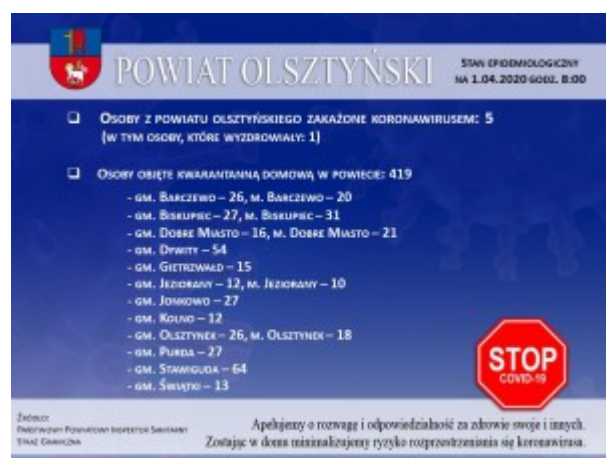 POWIAT OLSZTYŃSKI
STAN EPIDEMIOLOGICZNY
NA 1.04.2020 GODZ. 8:00
OSOBY Z POWIATU OLSZTYŃSKIEGO ZAKAŻONE KORONAWIRUSEM: 5
(W TYM OSOBY, KTÓRE WYZDROWIAŁY: 1)
OSOBY OBJĘTE KWARANTANNĄ DOMOWĄ W POWIECIE: 419
- GM. BARCZEWO – 26, M. BARCZEWO – 20
- GM. BISKUPIEC – 27, M. BISKUPIEC – 31
- GM. DOBRE MIASTO – 16, M. DOBRE MIASTO – 21
- GM. DYWITY – 54
- GM. GIETRZWAŁD – 15
- GM. JEZIORANY – 12, M. JEZIORANY – 10
- GM. JONKOWO – 27
- GM. KOLNO – 12
- GM. OLSZTYNEK – 26, M. OLSZTYNEK – 18
- GM. PURDA – 27
- GM. STAWIGUDA – 64
- GM. ŚWIĄTKI – 13
STOP
COVID-19
ŹRÓDŁO:
PAŃSTWOWY POWIATOWY INSPEKTOR SANITARNY
STRAŻ GRANICZNA
Apelujemy o rozwagę i odpowiedzialność za zdrowie swoje i innych.
Zostając w domu minimalizujemy ryzyko rozprzestrzeniania się koronawirusa.